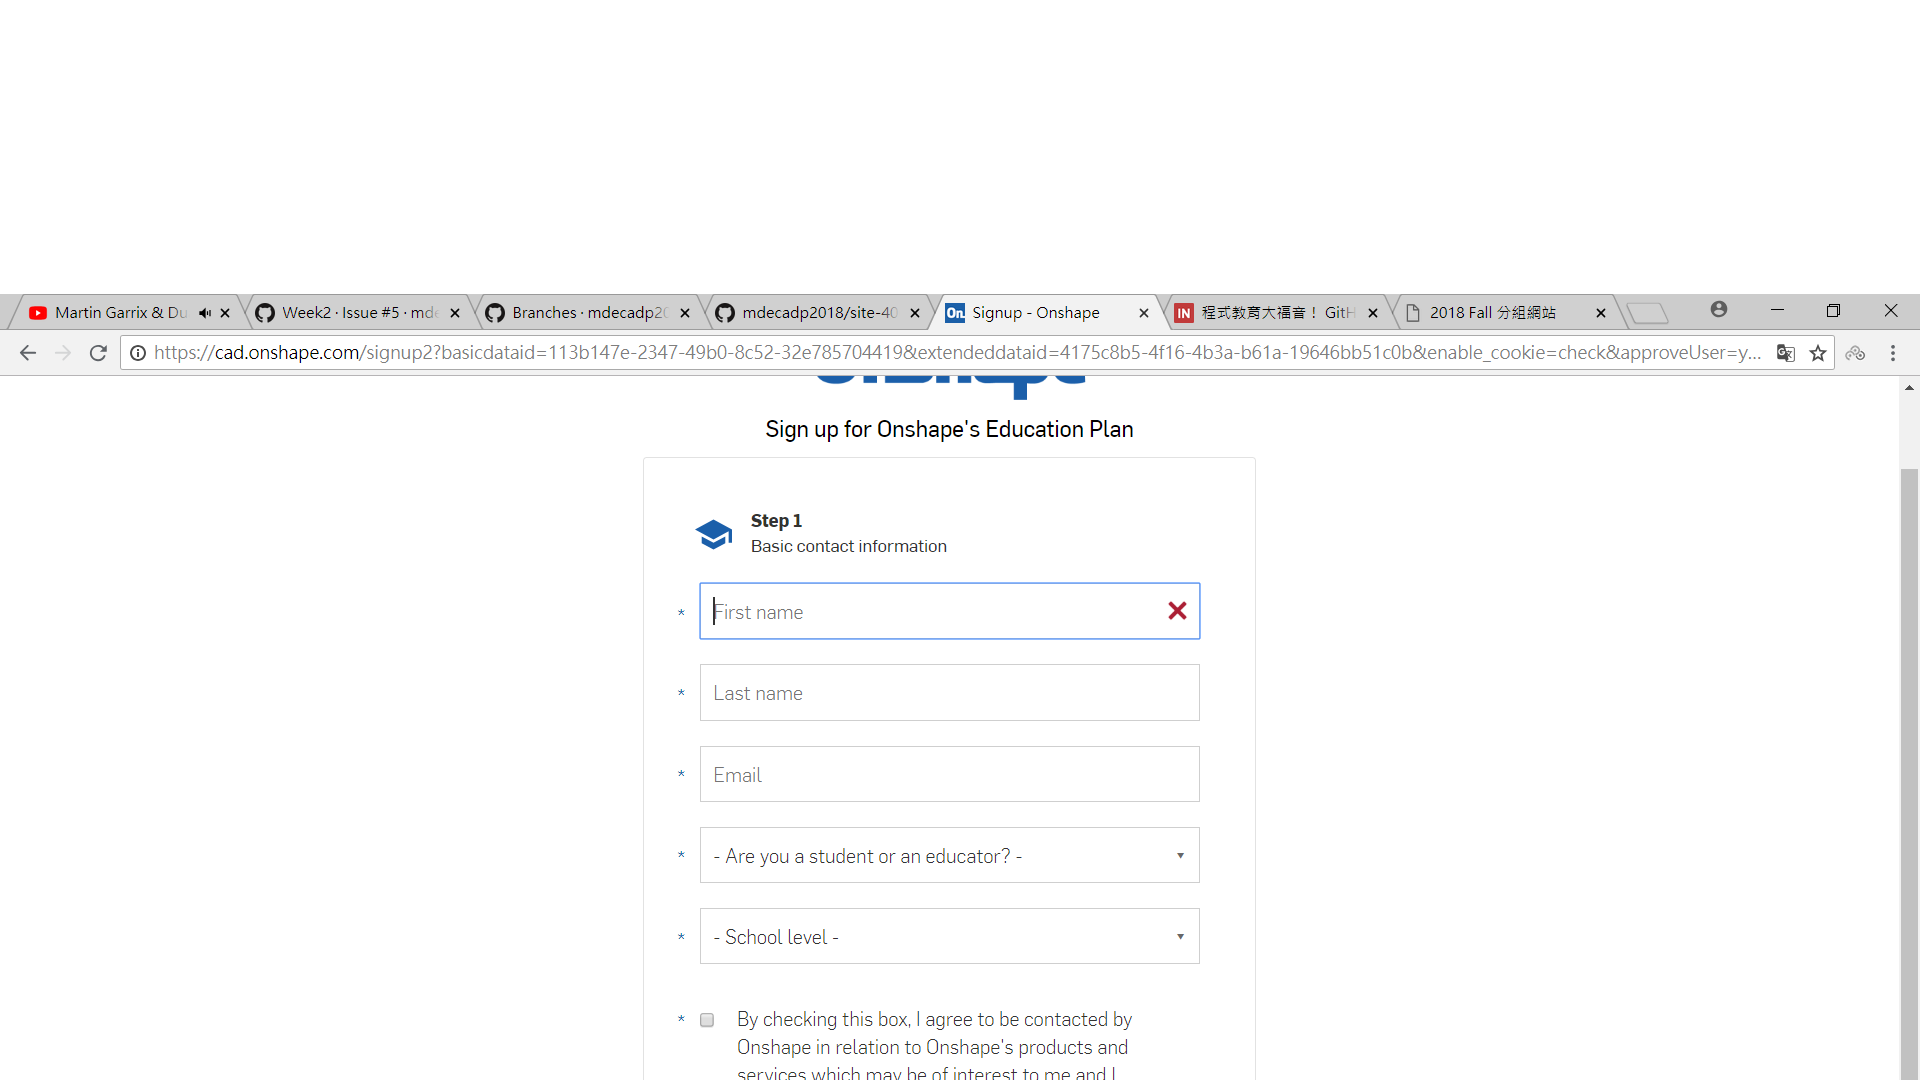 Martin Garrix & Du
Week2 · Issue #5 · mde
Branches · mdecadp20
mdecadp2018/site-40
On Signup - Onshape
IN 程式教育大福音！ GitH
2018 Fall 分組網站
https://cad.onshape.com/signup2?basicdataid=113b147e-2347-49b0-8c52-32e785704419&extendeddataid=4175c8b5-4f16-4b3a-b61a-19646bb51c0b&enable_cookie=check&approveUser=y...
Sign up for Onshape's Education Plan
Step 1
Basic contact information
* First name
* Last name
* Email
* - Are you a student or an educator? -
* - School level -
* By checking this box, I agree to be contacted by
Onshape in relation to Onshape's products and
services which may be of interest to me and I